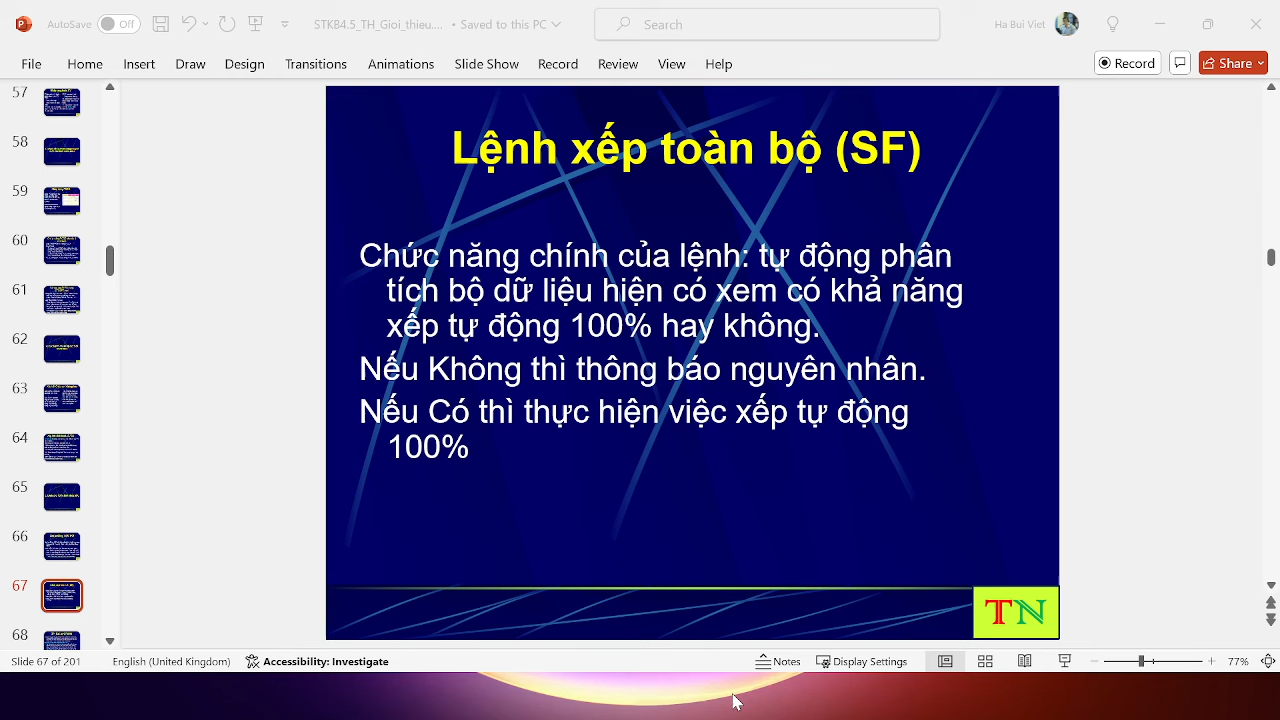 AutoSave Off STKB4.5_TH_Gioi_thieu.... • Saved to this PC Search Ha Bui Viet
File Home Insert Draw Design Transitions Animations Slide Show Record Review View Help Record Share
57
58
59
60
61
62
63
64
65
66
67
68
Lệnh xếp toàn bộ (SF)
Chức năng chính của lệnh: tự động phân
tích bộ dữ liệu hiện có xem có khả năng
xếp tự động 100% hay không.
Nếu Không thì thông báo nguyên nhân.
Nếu Có thì thực hiện việc xếp tự động
100%
TN
Slide 67 of 201 English (United Kingdom) Accessibility: Investigate Notes Display Settings 77%